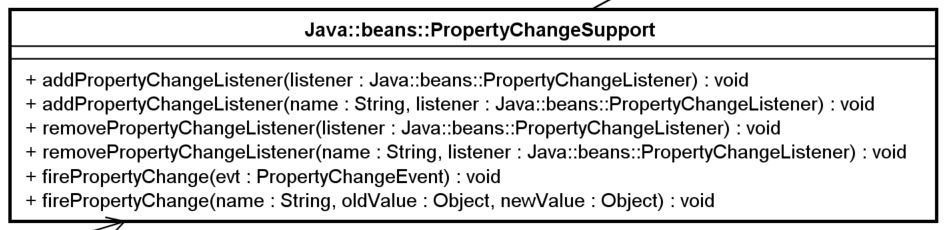 Java::beans::PropertyChangeSupport
+ addPropertyChangeListener(listener : Java::beans::PropertyChangeListener) : void
+ addPropertyChangeListener(name : String, listener : Java::beans::PropertyChangeListener) : void
+ removePropertyChangeListener(listener : Java::beans::PropertyChangeListener) : void
+ removePropertyChangeListener(name : String, listener : Java::beans::PropertyChangeListener) : void
+ firePropertyChange(evt : PropertyChangeEvent) : void
+ firePropertyChange(name : String, oldValue : Object, newValue : Object) : void